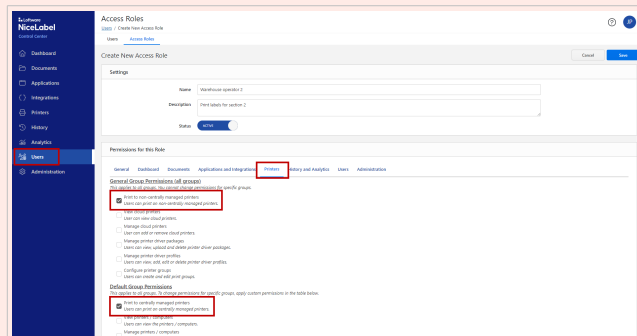 Loftware
NiceLabel
Control Center
Dashboard
Documents
Applications
Integrations
Printers
History
Analytics
Users
Administration
Access Roles
Users / Create New Access Role
Users Access Roles
JP
Create New Access Role
Cancel Save
Settings
Name Warehouse operator 2
Description Print labels for section 2
Status ACTIVE
Permissions for this Role
General Dashboard Documents Applications and Integrations Printers History and Analytics Users Administration
General Group Permissions (all groups)
This applies to all groups. You cannot change permissions for specific groups.
Print to non-centrally managed printers
Users can print on non-centrally managed printers.
View cloud printers
User can view cloud printers.
Manage cloud printers
User can add or remove cloud printers.
Manage printer driver packages
Users can view, upload and delete printer driver packages.
Manage printer driver profiles
Users can view, add, edit or delete printer driver profiles.
Configure printer groups
Users can create and edit print groups.
Default Group Permissions
This applies to all groups. To change permissions for specific groups, apply custom permissions in the table below.
Print to centrally managed printers
Users can print on centrally managed printers.
View printers / computers
Users can view the printers / computers.
Manage printers / computers